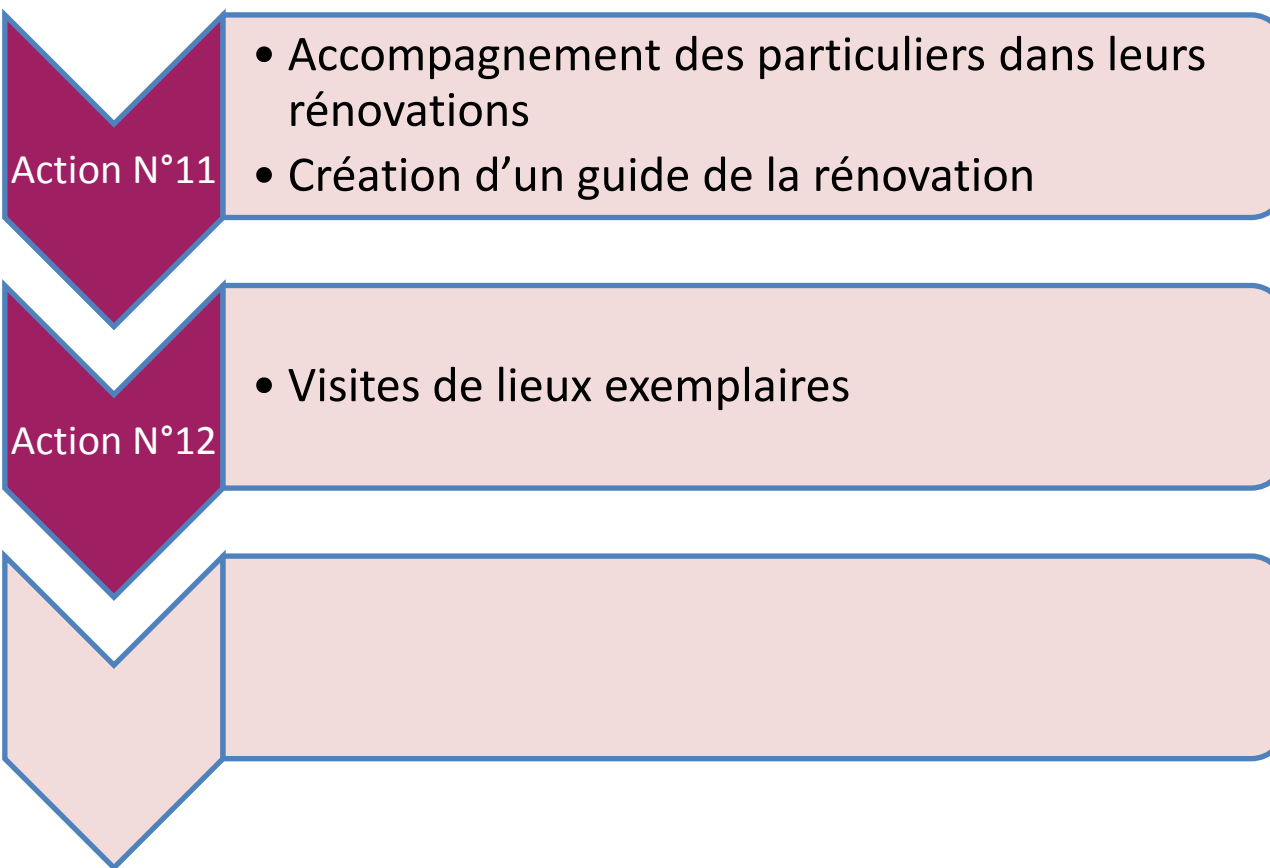 Action N°11
• Accompagnement des particuliers dans leurs
rénovations
• Création d’un guide de la rénovation
Action N°12
• Visites de lieux exemplaires